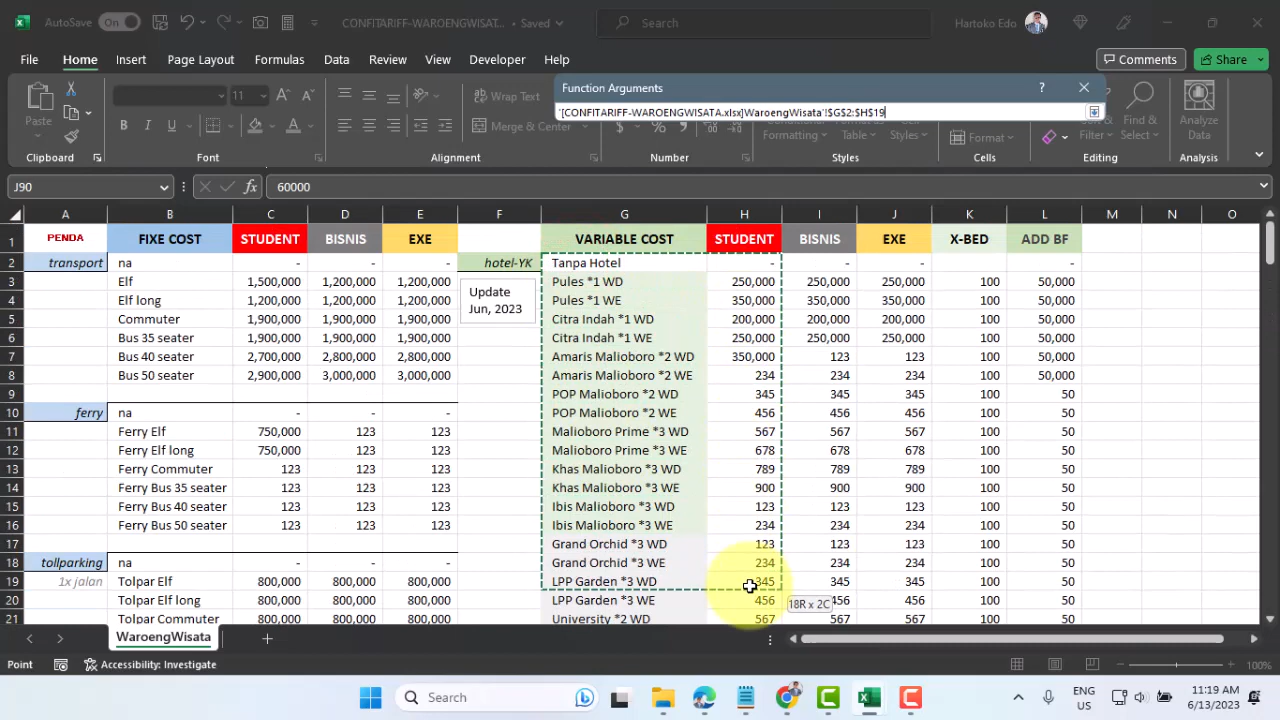 AutoSave On CONFITARIFF-WAROENGWISAT... • Saved Search Hartoko Edo
File Home Insert Page Layout Formulas Data Review View Developer Help Comments Share
Function Arguments ?
'[CONFITARIFF-WAROENGWISATA.xlsx]WaroengWisata'!$G$2:$H$19
Paste 11 Wrap Text Analyze
Merge & Center Formatting Table Styles Format Filter Select Data
Clipboard Font Alignment Number Styles Cells Editing Analysis
J90 fx 60000
A B C D E F G H I J K L M N O
1 PENDA FIXE COST STUDENT BISNIS EXE VARIABLE COST STUDENT BISNIS EXE X-BED ADD BF
2 transport na - - - hotel-YK Tanpa Hotel - - - - -
3 Elf 1,500,000 1,200,000 1,200,000 Update Pules *1 WD 250,000 250,000 250,000 100 50,000
4 Elf long 1,200,000 1,200,000 1,200,000 Jun, 2023 Pules *1 WE 350,000 350,000 350,000 100 50,000
5 Commuter 1,900,000 1,900,000 1,900,000 Citra Indah *1 WD 200,000 200,000 200,000 100 50,000
6 Bus 35 seater 1,900,000 1,900,000 1,900,000 Citra Indah *1 WE 250,000 250,000 250,000 100 50,000
7 Bus 40 seater 2,700,000 2,800,000 2,800,000 Amaris Malioboro *2 WD 350,000 123 123 100 50,000
8 Bus 50 seater 2,900,000 3,000,000 3,000,000 Amaris Malioboro *2 WE 234 234 234 100 50,000
9 POP Malioboro *2 WD 345 345 345 100 50
10 ferry na - - - POP Malioboro *2 WE 456 456 456 100 50
11 Ferry Elf 750,000 123 123 Malioboro Prime *3 WD 567 567 567 100 50
12 Ferry Elf long 750,000 123 123 Malioboro Prime *3 WE 678 678 678 100 50
13 Ferry Commuter 123 123 123 Khas Malioboro *3 WD 789 789 789 100 50
14 Ferry Bus 35 seater 123 123 123 Khas Malioboro *3 WE 900 900 900 100 50
15 Ferry Bus 40 seater 123 123 123 Ibis Malioboro *3 WD 123 123 123 100 50
16 Ferry Bus 50 seater 123 123 123 Ibis Malioboro *3 WE 234 234 234 100 50
17 Grand Orchid *3 WD 123 123 123 100 50
18 tollparking na - - - Grand Orchid *3 WE 234 234 234 100 50
19 1x jalan Tolpar Elf 800,000 800,000 800,000 LPP Garden *3 WD 345 345 345 100 50
20 Tolpar Elf long 800,000 800,000 800,000 LPP Garden *3 WE 456 18R x 2C 456 456 100 50
21 Tolpar Commuter 800,000 800,000 800,000 University *2 WD 567 567 567 100 50
WaroengWisata
Point Accessibility: Investigate 100%
Search ENG US 11:19 AM 6/13/2023